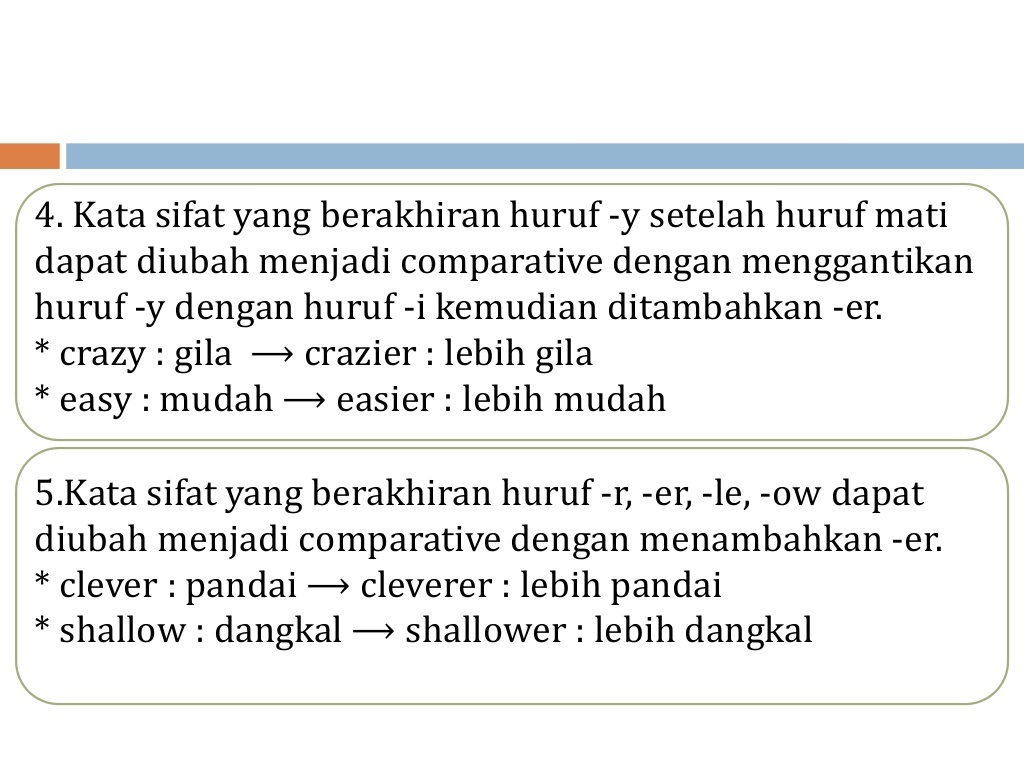 4. Kata sifat yang berakhiran huruf -y setelah huruf mati
dapat diubah menjadi comparative dengan menggantikan
huruf -y dengan huruf -i kemudian ditambahkan -er.
* crazy : gila ⟶ crazier : lebih gila
* easy : mudah ⟶ easier : lebih mudah
5.Kata sifat yang berakhiran huruf -r, -er, -le, -ow dapat
diubah menjadi comparative dengan menambahkan -er.
* clever : pandai ⟶ cleverer : lebih pandai
* shallow : dangkal ⟶ shallower : lebih dangkal